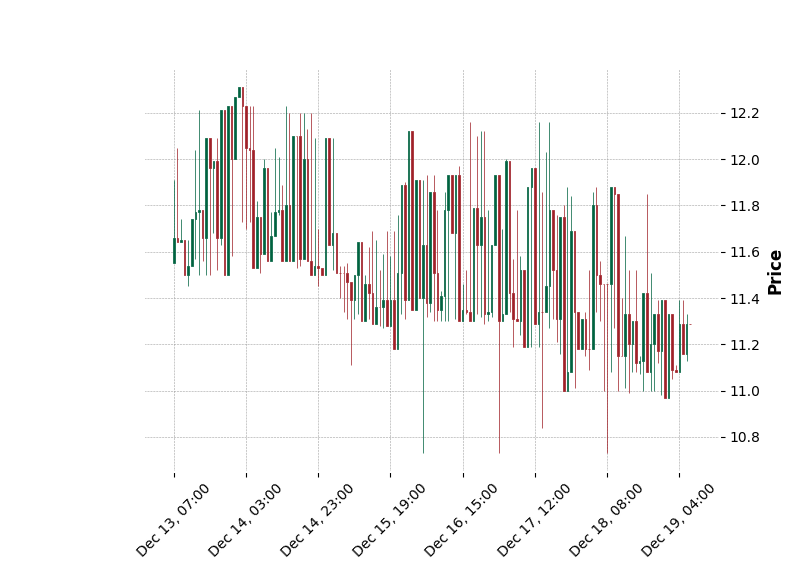 12.2
12.0
11.8
11.6
11.4
11.2
11.0
10.8
Price
Dec 13, 07:00
Dec 14, 03:00
Dec 14, 23:00
Dec 15, 19:00
Dec 16, 15:00
Dec 17, 12:00
Dec 18, 08:00
Dec 19, 04:00